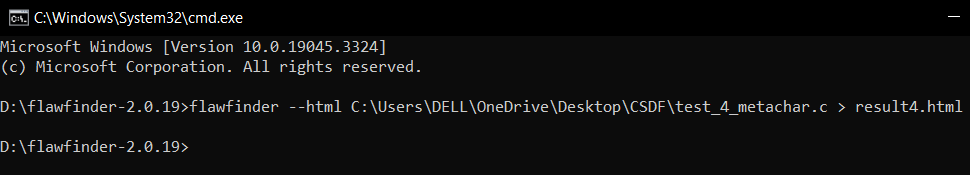 C:\Windows\System32\cmd.exe
Microsoft Windows [Version 10.0.19045.3324]
(c) Microsoft Corporation. All rights reserved.
D:\flawfinder-2.0.19>flawfinder --html C:\Users\DELL\OneDrive\Desktop\CSDF\test_4_metachar.c > result4.html
D:\flawfinder-2.0.19>